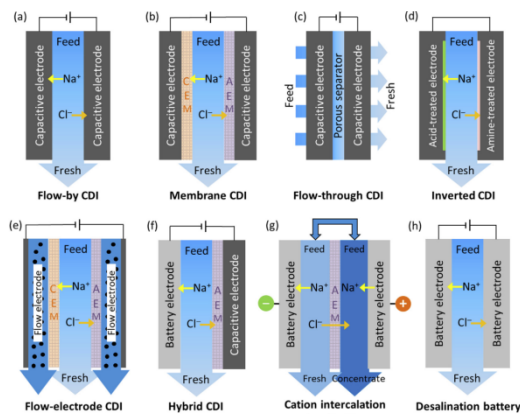 (a)
Feed
Capacitive electrode
Na⁺
Cl⁻
Capacitive electrode
Fresh
Flow-by CDI
(b)
Feed
Capacitive electrode
CEM
Na⁺
Cl⁻
AEM
Capacitive electrode
Fresh
Membrane CDI
(c)
Feed
Capacitive electrode
Porous separator
Capacitive electrode
Fresh
Flow-through CDI
(d)
Feed
Acid-treated electrode
Na⁺
Cl⁻
Amine-treated electrode
Fresh
Inverted CDI
(e)
Feed
Flow electrode
CEM
Na⁺
Cl⁻
AEM
Flow electrode
Fresh
Flow-electrode CDI
(f)
Feed
Battery electrode
Na⁺
Cl⁻
AEM
Capacitive electrode
Fresh
Hybrid CDI
(g)
Feed
Feed
−
Battery electrode
Na⁺
Cl⁻
AEM
Na⁺
Battery electrode
+
Fresh
Concentrate
Cation intercalation
(h)
Feed
Battery electrode
Na⁺
Cl⁻
Battery electrode
Fresh
Desalination battery